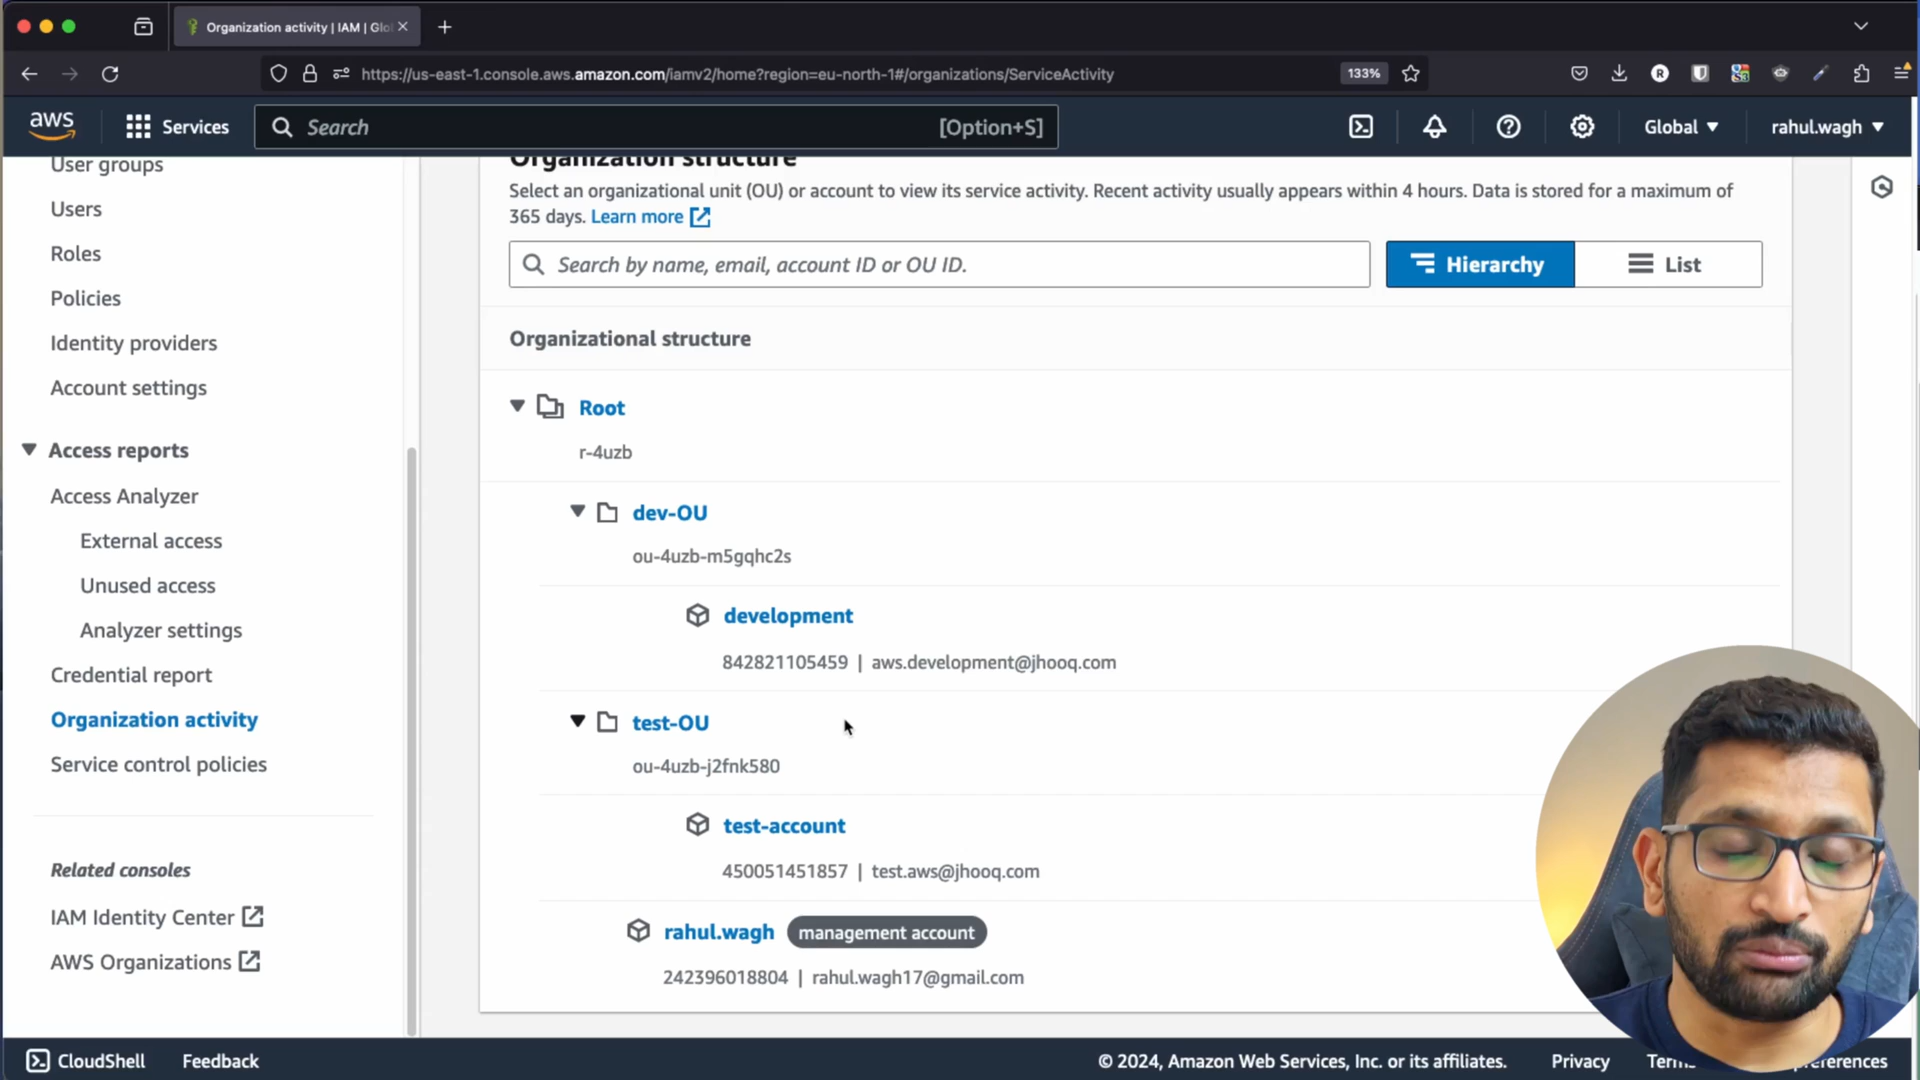 Organization activity | IAM | Glo
https://us-east-1.console.aws.amazon.com/iamv2/home?region=eu-north-1#/organizations/ServiceActivity
133%
R
aws
Services
Search
[Option+S]
Global
rahul.wagh
User groups
Users
Roles
Policies
Identity providers
Account settings
Access reports
Access Analyzer
External access
Unused access
Analyzer settings
Credential report
Organization activity
Service control policies
Related consoles
IAM Identity Center
AWS Organizations
Organization structure
Select an organizational unit (OU) or account to view its service activity. Recent activity usually appears within 4 hours. Data is stored for a maximum of
365 days. Learn more
Search by name, email, account ID or OU ID.
Hierarchy
List
Organizational structure
Root
r-4uzb
dev-OU
ou-4uzb-m5gqhc2s
development
842821105459 | aws.development@jhooq.com
test-OU
ou-4uzb-j2fnk580
test-account
450051451857 | test.aws@jhooq.com
rahul.wagh management account
242396018804 | rahul.wagh17@gmail.com
CloudShell
Feedback
© 2024, Amazon Web Services, Inc. or its affiliates.
Privacy